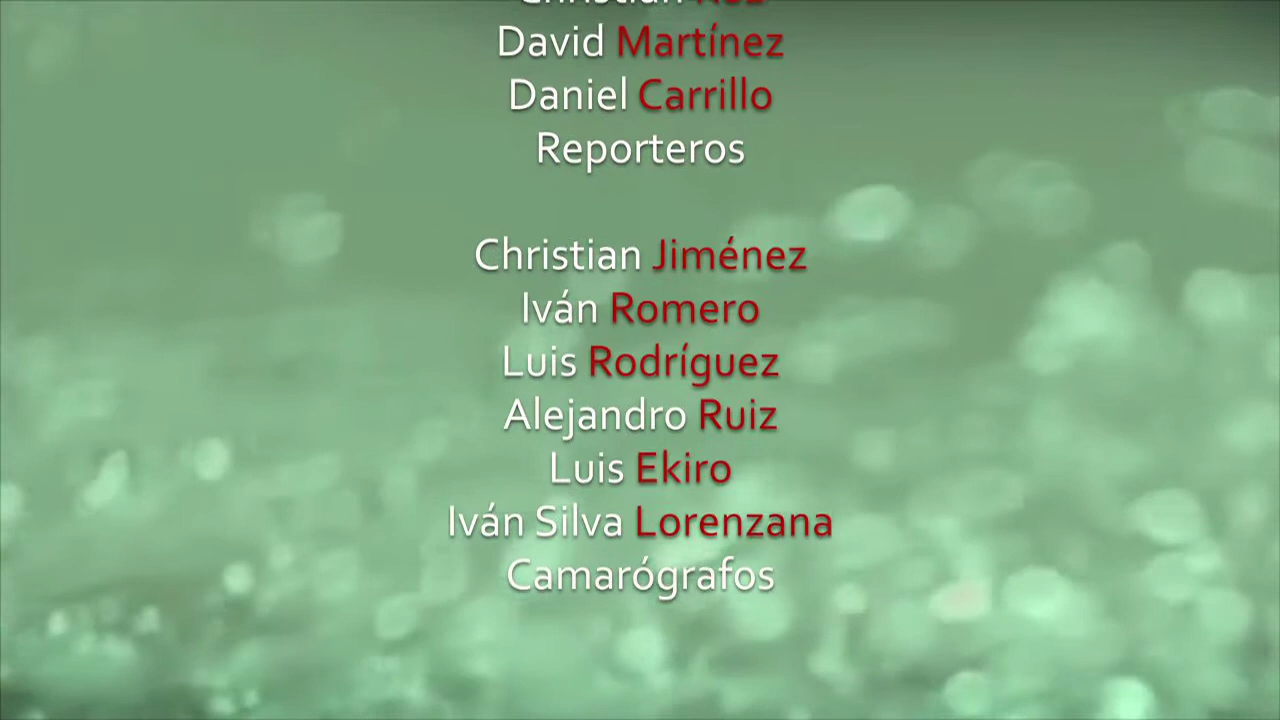 Christian
David Martínez
Daniel Carrillo
Reporteros
Christian Jiménez
Iván Romero
Luis Rodríguez
Alejandro Ruiz
Luis Ekiro
Iván Silva Lorenzana
Camarógrafos